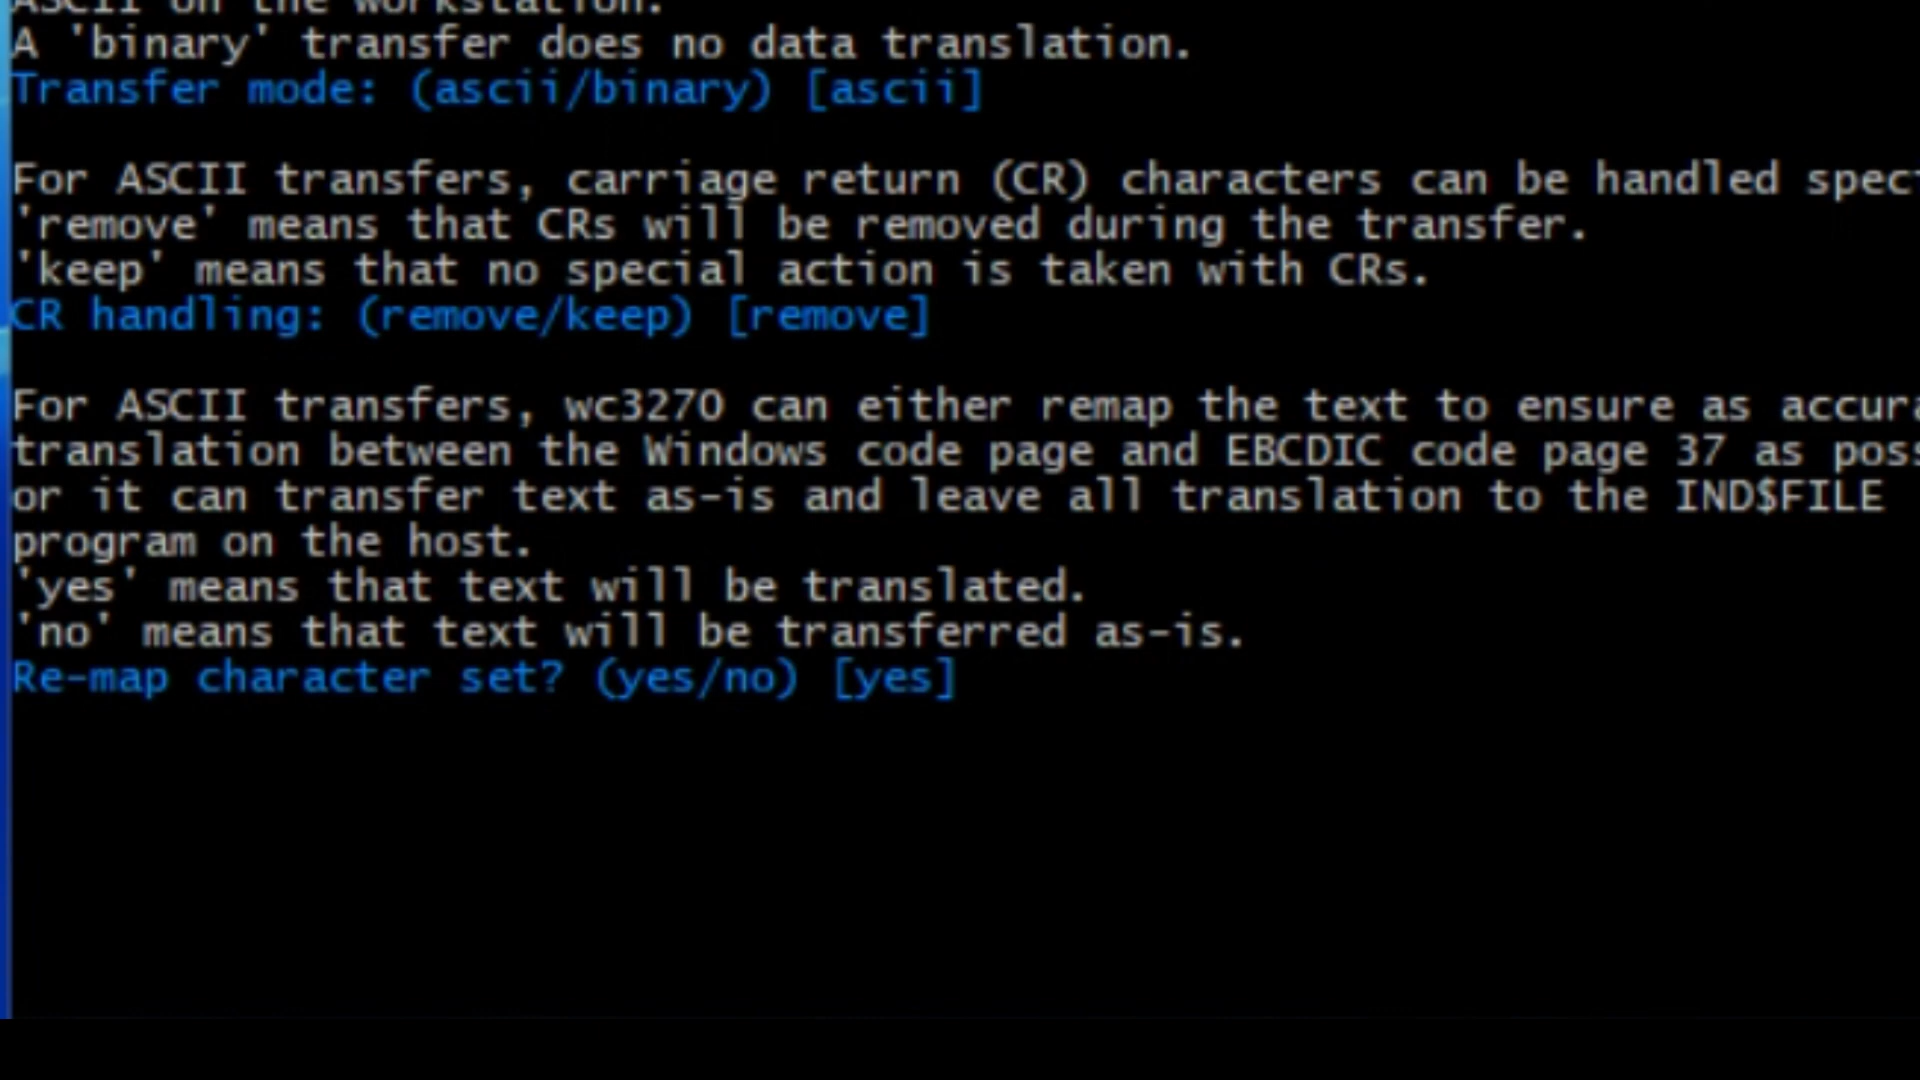 ASCII on the workstation.
A 'binary' transfer does no data translation.
Transfer mode: (ascii/binary) [ascii]
For ASCII transfers, carriage return (CR) characters can be handled
'remove' means that CRs will be removed during the transfer.
'keep' means that no special action is taken with CRs.
CR handling: (remove/keep) [remove]
For ASCII transfers, wc3270 can either remap the text to ensure as
translation between the Windows code page and EBCDIC code page 37 as
or it can transfer text as-is and leave all translation to the IND$FILE
program on the host.
'yes' means that text will be translated.
'no' means that text will be transferred as-is.
Re-map character set? (yes/no) [yes]